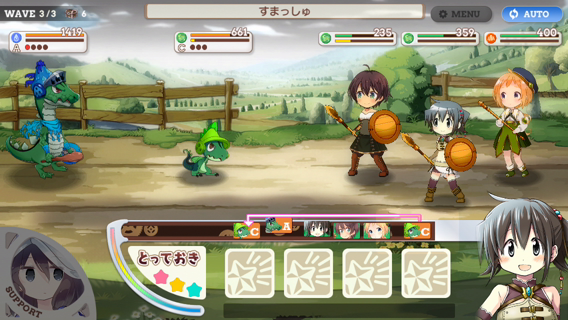 WAVE 3/3 6
すまっしゅ
MENU
AUTO
1419
A
661
C
235
359
400
C A C
とっておき
SUPPORT